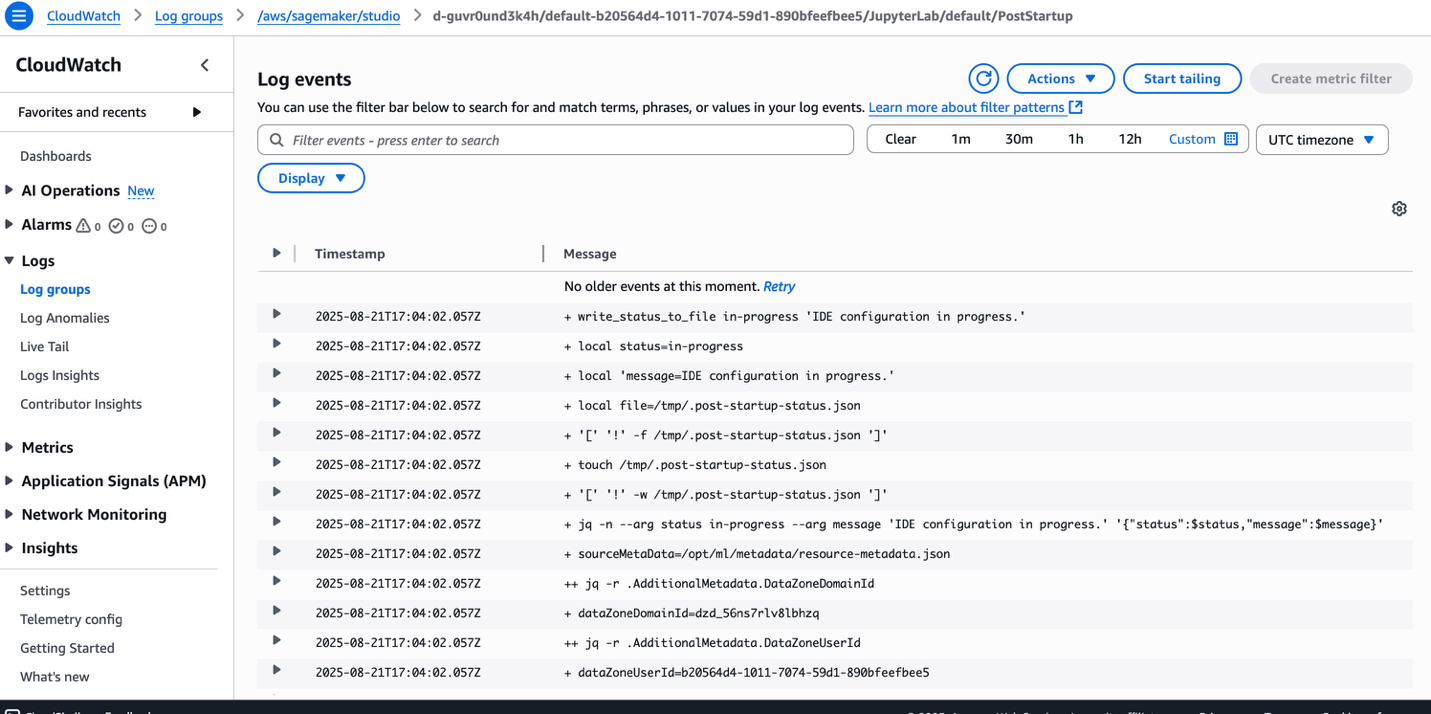 CloudWatch > Log groups > /aws/sagemaker/studio > d-guvr0und3k4h/default-b20564d4-1011-7074-59d1-890bfeefbee5/JupyterLab/default/PostStartup
CloudWatch
Favorites and recents
Dashboards
AI Operations New
Alarms 0 0 0
Logs
Log groups
Log Anomalies
Live Tail
Logs Insights
Contributor Insights
Metrics
Application Signals (APM)
Network Monitoring
Insights
Settings
Telemetry config
Getting Started
What's new
Log events
Actions Start tailing Create metric filter
You can use the filter bar below to search for and match terms, phrases, or values in your log events. Learn more about filter patterns
Filter events - press enter to search
Clear 1m 30m 1h 12h Custom UTC timezone
Display
Timestamp Message
No older events at this moment. Retry
2025-08-21T17:04:02.057Z + write_status_to_file in-progress 'IDE configuration in progress.'
2025-08-21T17:04:02.057Z + local status=in-progress
2025-08-21T17:04:02.057Z + local 'message=IDE configuration in progress.'
2025-08-21T17:04:02.057Z + local file=/tmp/.post-startup-status.json
2025-08-21T17:04:02.057Z + '[' '!' -f /tmp/.post-startup-status.json ']'
2025-08-21T17:04:02.057Z + touch /tmp/.post-startup-status.json
2025-08-21T17:04:02.057Z + '[' '!' -w /tmp/.post-startup-status.json ']'
2025-08-21T17:04:02.057Z + jq -n --arg status in-progress --arg message 'IDE configuration in progress.' '{"status":$status,"message":$message}'
2025-08-21T17:04:02.057Z + sourceMetaData=/opt/ml/metadata/resource-metadata.json
2025-08-21T17:04:02.057Z ++ jq -r .AdditionalMetadata.DataZoneDomainId
2025-08-21T17:04:02.057Z + dataZoneDomainId=dzd_56ns7rlv8lbhzq
2025-08-21T17:04:02.057Z ++ jq -r .AdditionalMetadata.DataZoneUserId
2025-08-21T17:04:02.057Z + dataZoneUserId=b20564d4-1011-7074-59d1-890bfeefbee5